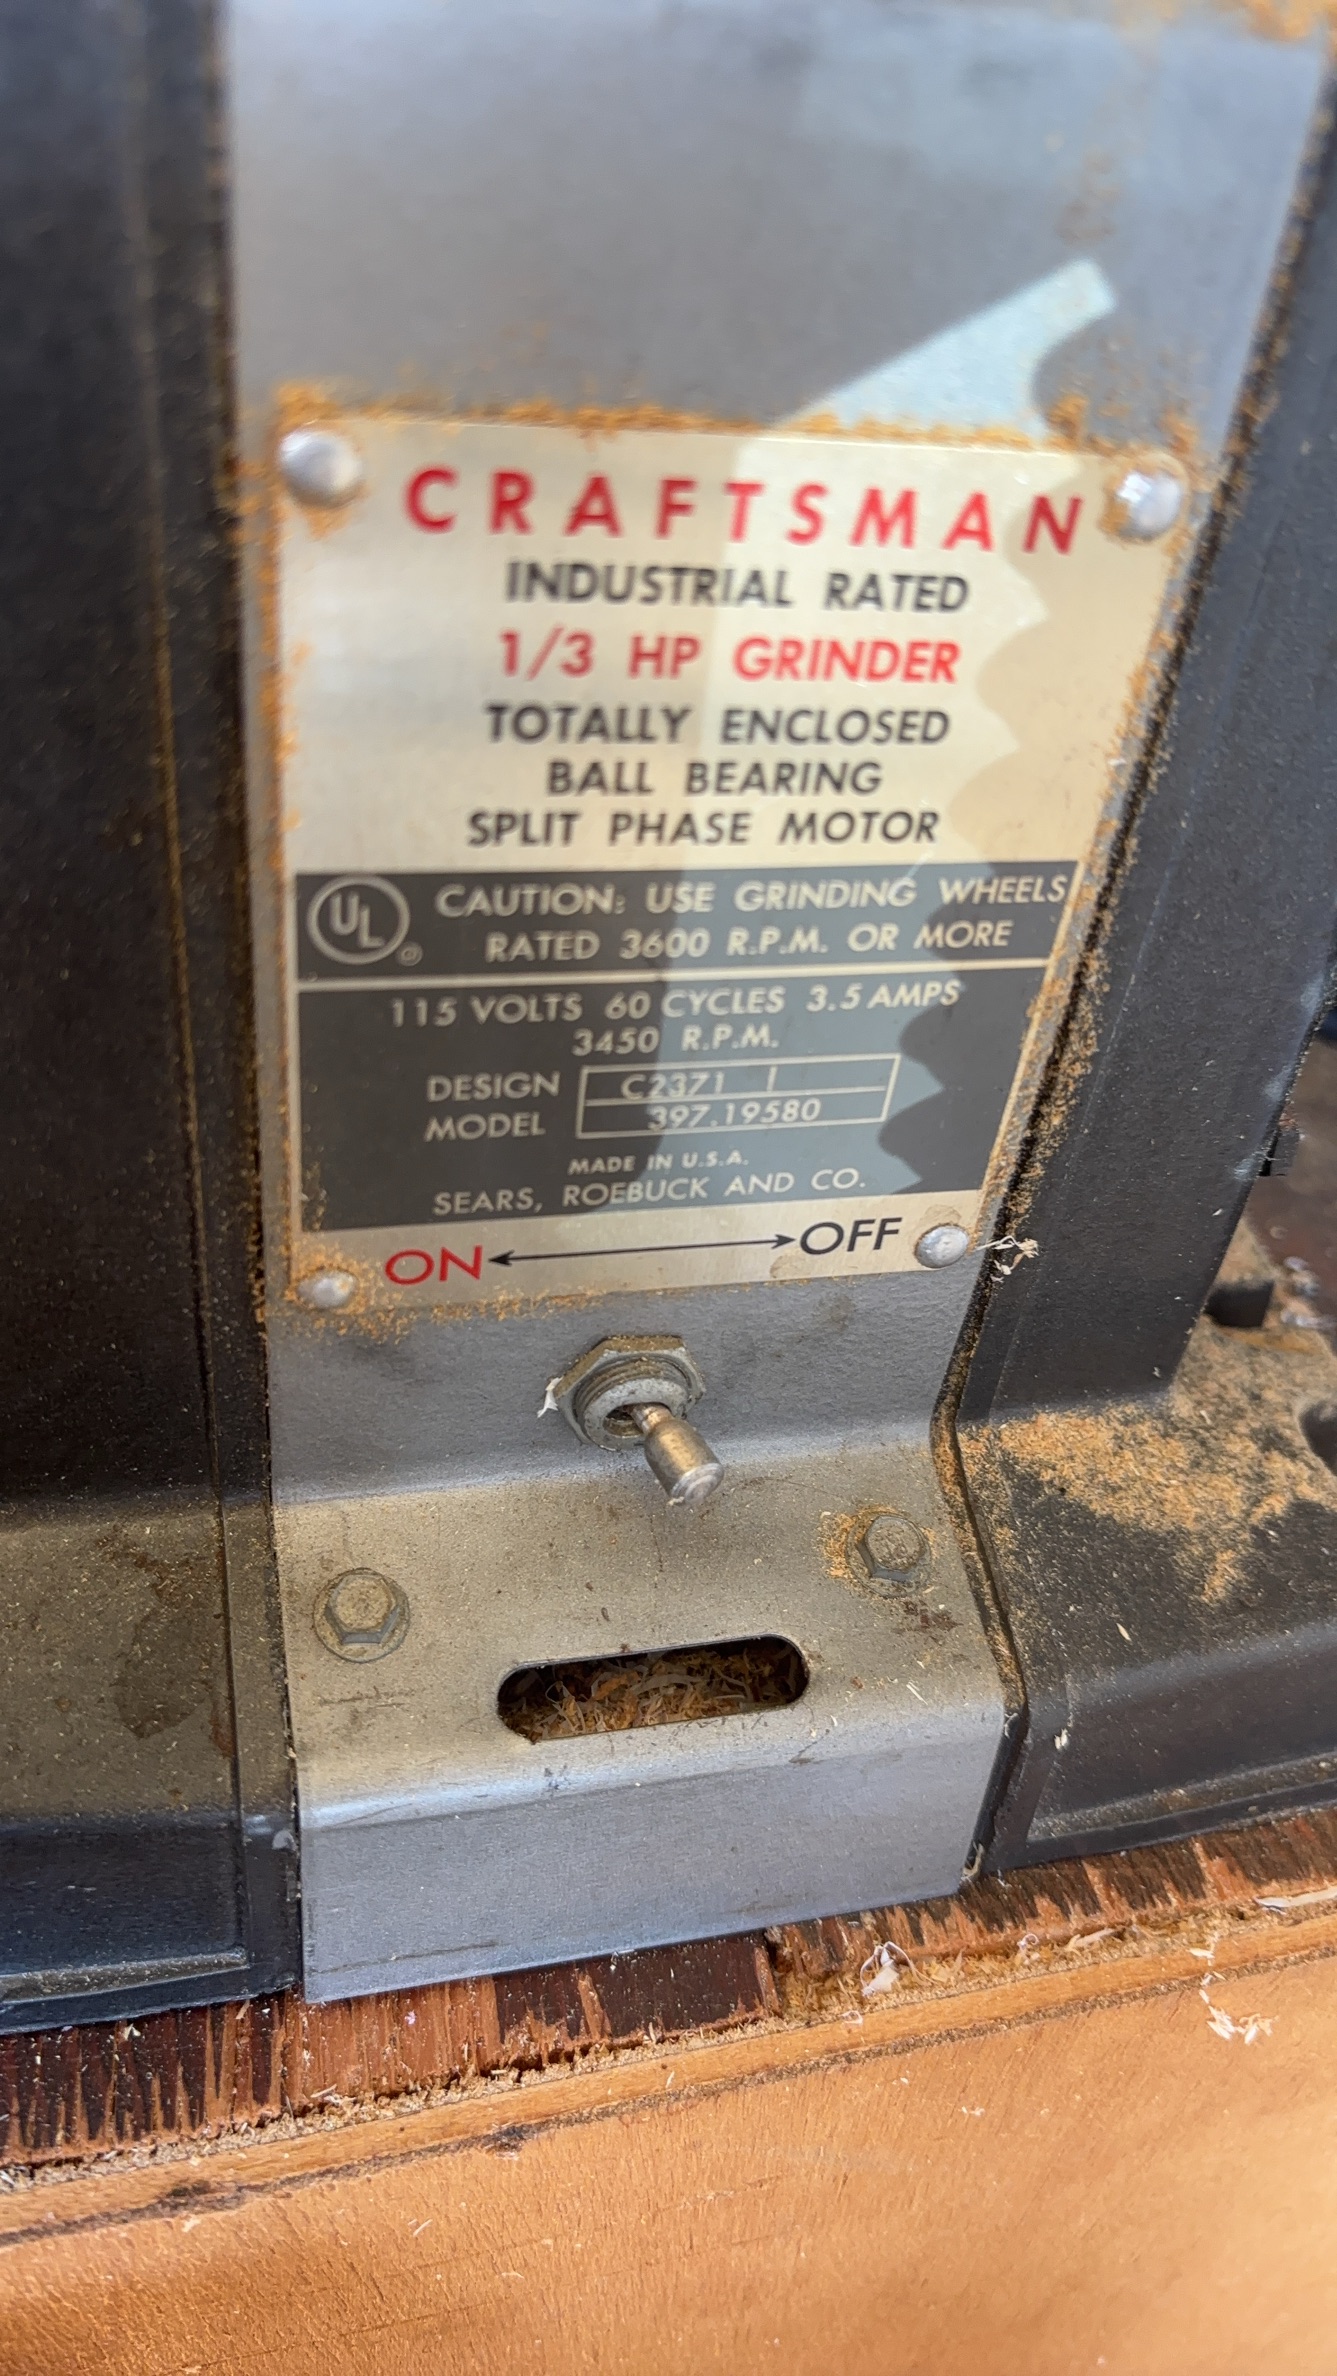 CRAFTSMAN
INDUSTRIAL RATED
1/3 HP GRINDER
TOTALLY ENCLOSED
BALL BEARING
SPLIT PHASE MOTOR
UL CAUTION: USE GRINDING WHEELS
RATED 3600 R.P.M. OR MORE
115 VOLTS 60 CYCLES 3.5 AMPS
3450 R.P.M.
DESIGN C2371 I
MODEL 397.19580
MADE IN U.S.A.
SEARS, ROEBUCK AND CO.
ON OFF